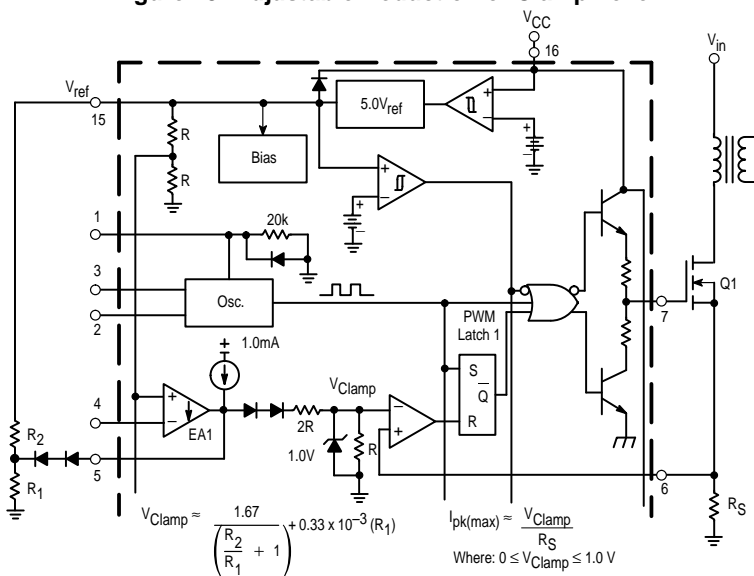 Adjustable Reduction of Clamp Level
VCC
16
Vin
Vref
15
5.0Vref
+
−
+
−
R
Bias
R
+
−
+
−
1
20k
3
Osc.
2
Q1
7
PWM
Latch 1
+
1.0mA
S
Q
R
VClamp
4
+
−
EA1
2R
R
1.0V
−
+
R2
5
R1
6
RS
VClamp ≈ 1.67 / (R2/R1 + 1) + 0.33 x 10−3 (R1)
Ipk(max) ≈ VClamp / RS
Where: 0 ≤ VClamp ≤ 1.0 V